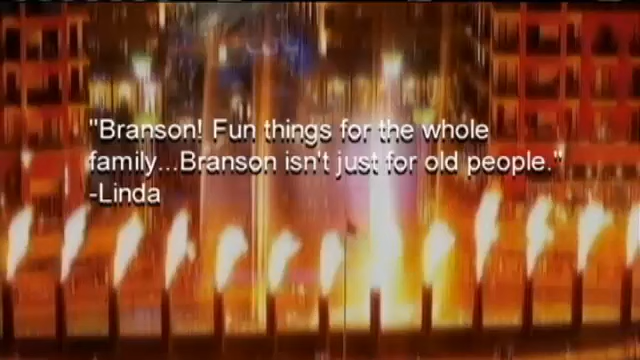 "Branson! Fun things for the whole
family...Branson isn't just for old people."
-Linda